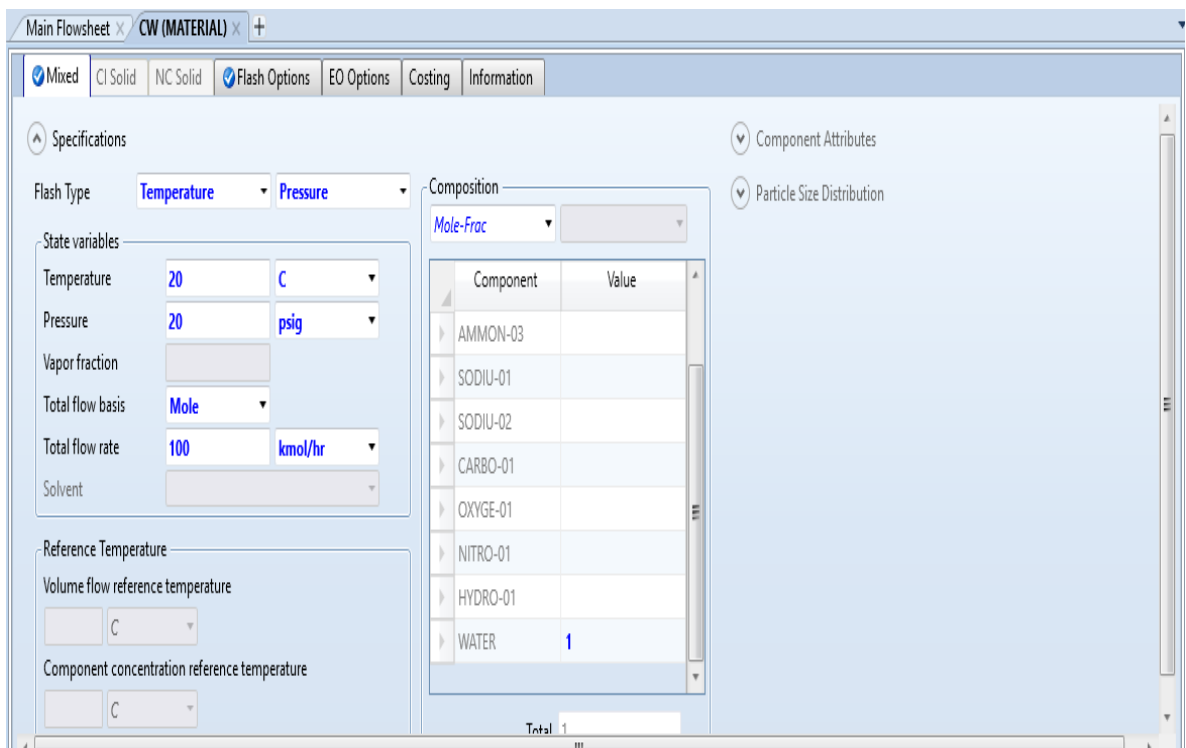 Main Flowsheet × CW (MATERIAL) × +
Mixed CI Solid NC Solid Flash Options EO Options Costing Information
Specifications
Flash Type Temperature Pressure
State variables
Temperature 20 C
Pressure 20 psig
Vapor fraction
Total flow basis Mole
Total flow rate 100 kmol/hr
Solvent
Reference Temperature
Volume flow reference temperature
C
Component concentration reference temperature
C
Composition
Mole-Frac
Component Value
AMMON-03
SODIU-01
SODIU-02
CARBO-01
OXYGE-01
NITRO-01
HYDRO-01
WATER 1
Total 1
Component Attributes
Particle Size Distribution